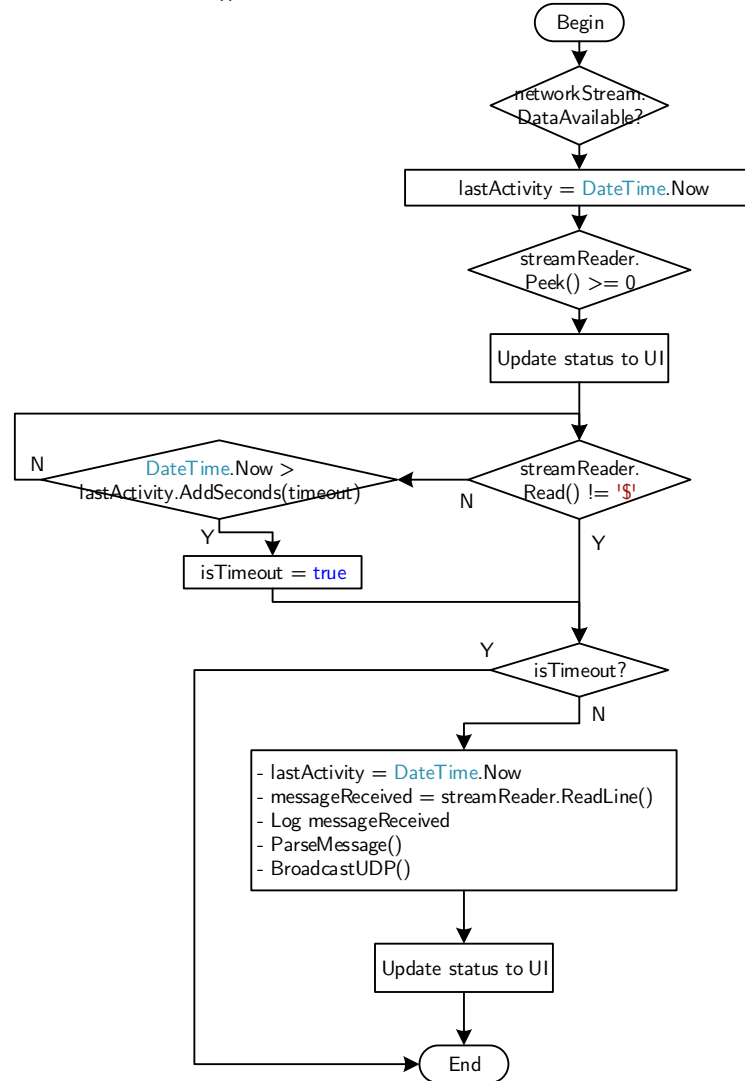 Begin
networkStream.
DataAvailable?
lastActivity = DateTime.Now
streamReader.
Peek() >= 0
Update status to UI
N
DateTime.Now >
lastActivity.AddSeconds(timeout)
N
streamReader.
Read() != '$'
Y
Y
isTimeout = true
Y
isTimeout?
N
- lastActivity = DateTime.Now
- messageReceived = streamReader.ReadLine()
- Log messageReceived
- ParseMessage()
- BroadcastUDP()
Update status to UI
End